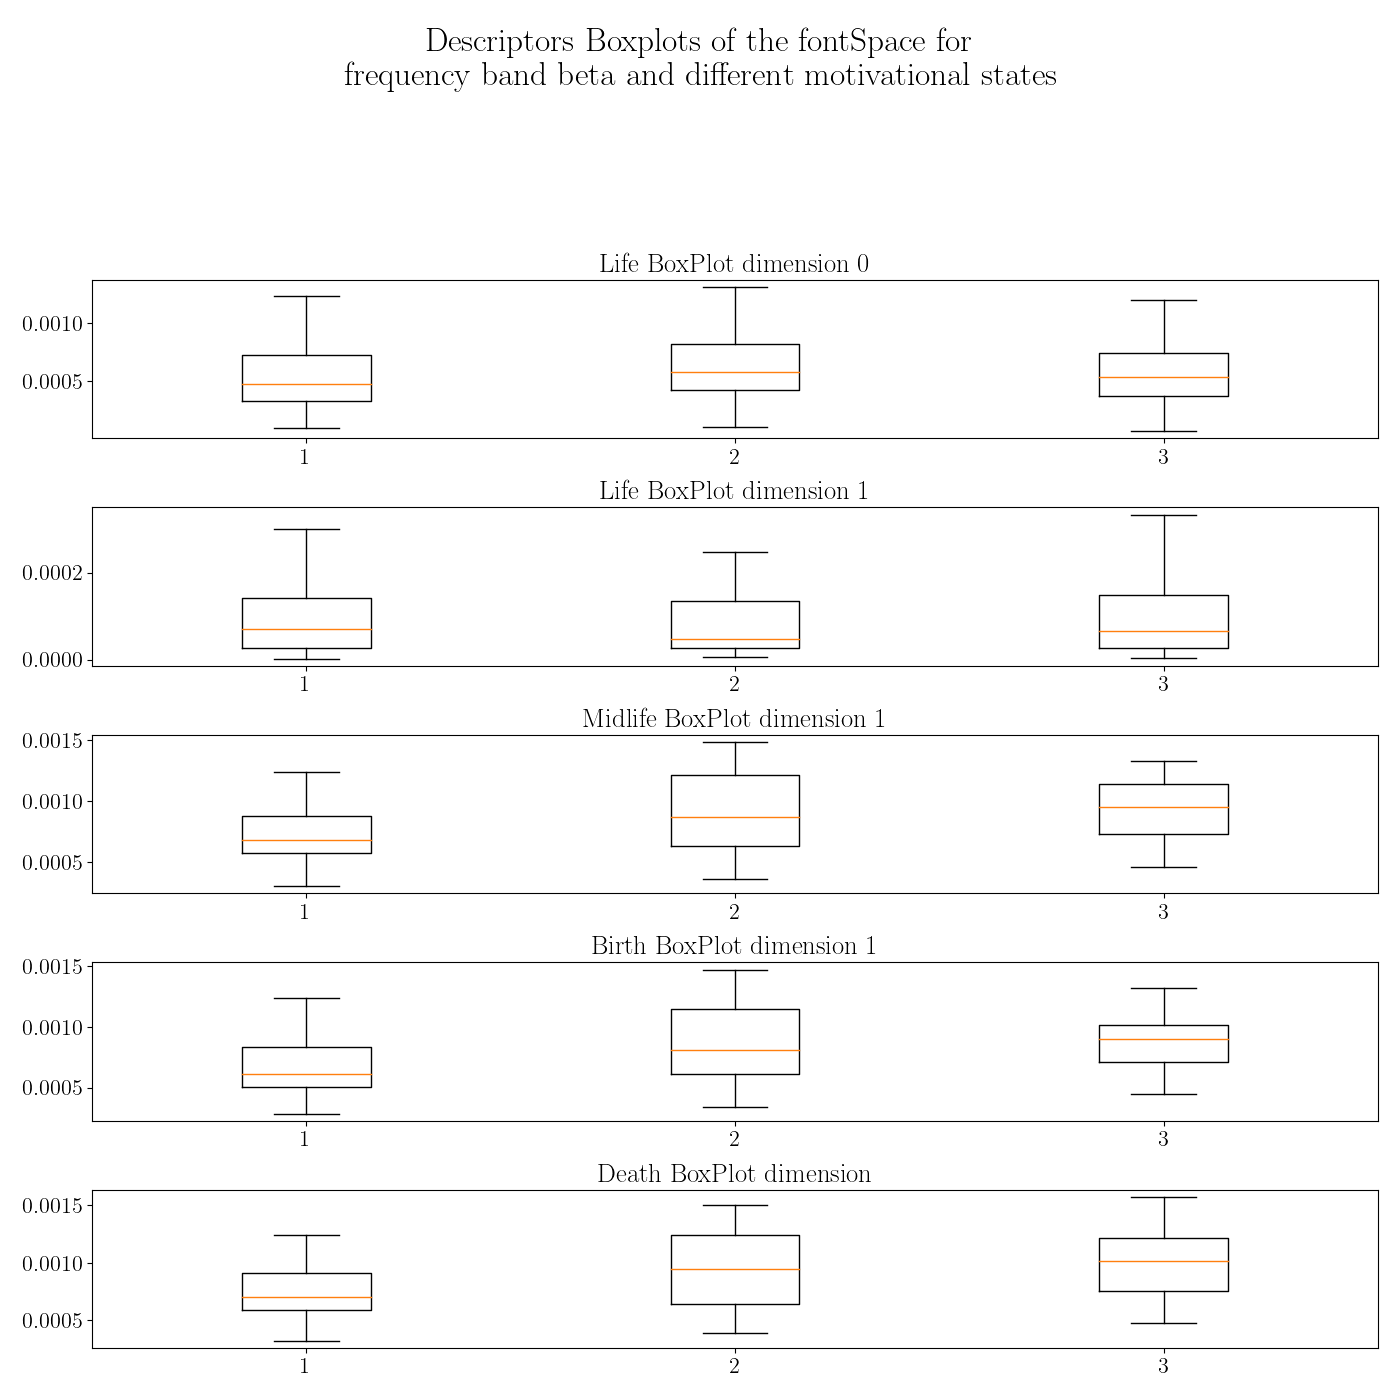 Descriptors Boxplots of the fontSpace for
frequency band beta and different motivational states
Life BoxPlot dimension 0
0.0010
0.0005
1 2 3
Life BoxPlot dimension 1
0.0002
0.0000
1 2 3
Midlife BoxPlot dimension 1
0.0015
0.0010
0.0005
1 2 3
Birth BoxPlot dimension 1
0.0015
0.0010
0.0005
1 2 3
Death BoxPlot dimension
0.0015
0.0010
0.0005
1 2 3